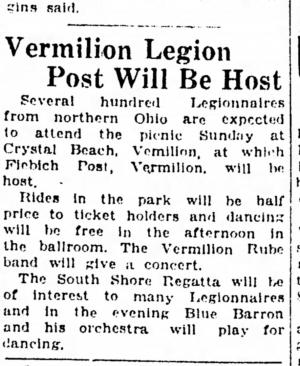 gins said.
Vermilion Legion
Post Will Be Host
Several hundred Legionnaires
from northern Ohio are expected
to attend the picnic Sunday at
Crystal Beach, Vemilion, at which
Flebich Post, Vermilion, will be
host.
Rides in the park will be half
price to ticket holders and dancing
will be free in the afternoon in
the ballroom. The Vermilion Rube
band will give a concert.
The South Shore Regatta will be
of interest to many Legionnaires
and in the evening Blue Barron
and his orchestra will play for
dancing.